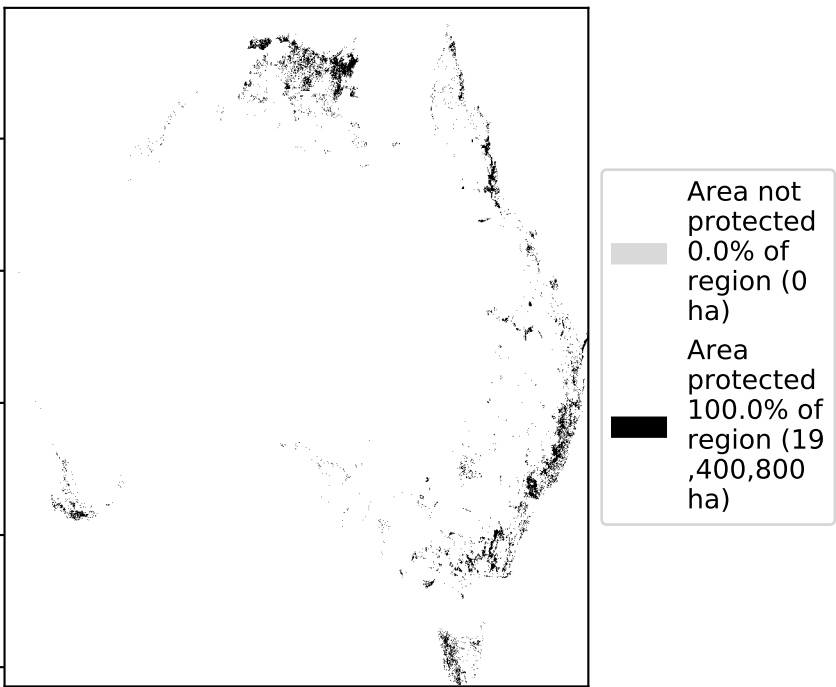 Area not
protected
0.0% of
region (0
ha)
Area
protected
100.0% of
region (19
,400,800
ha)